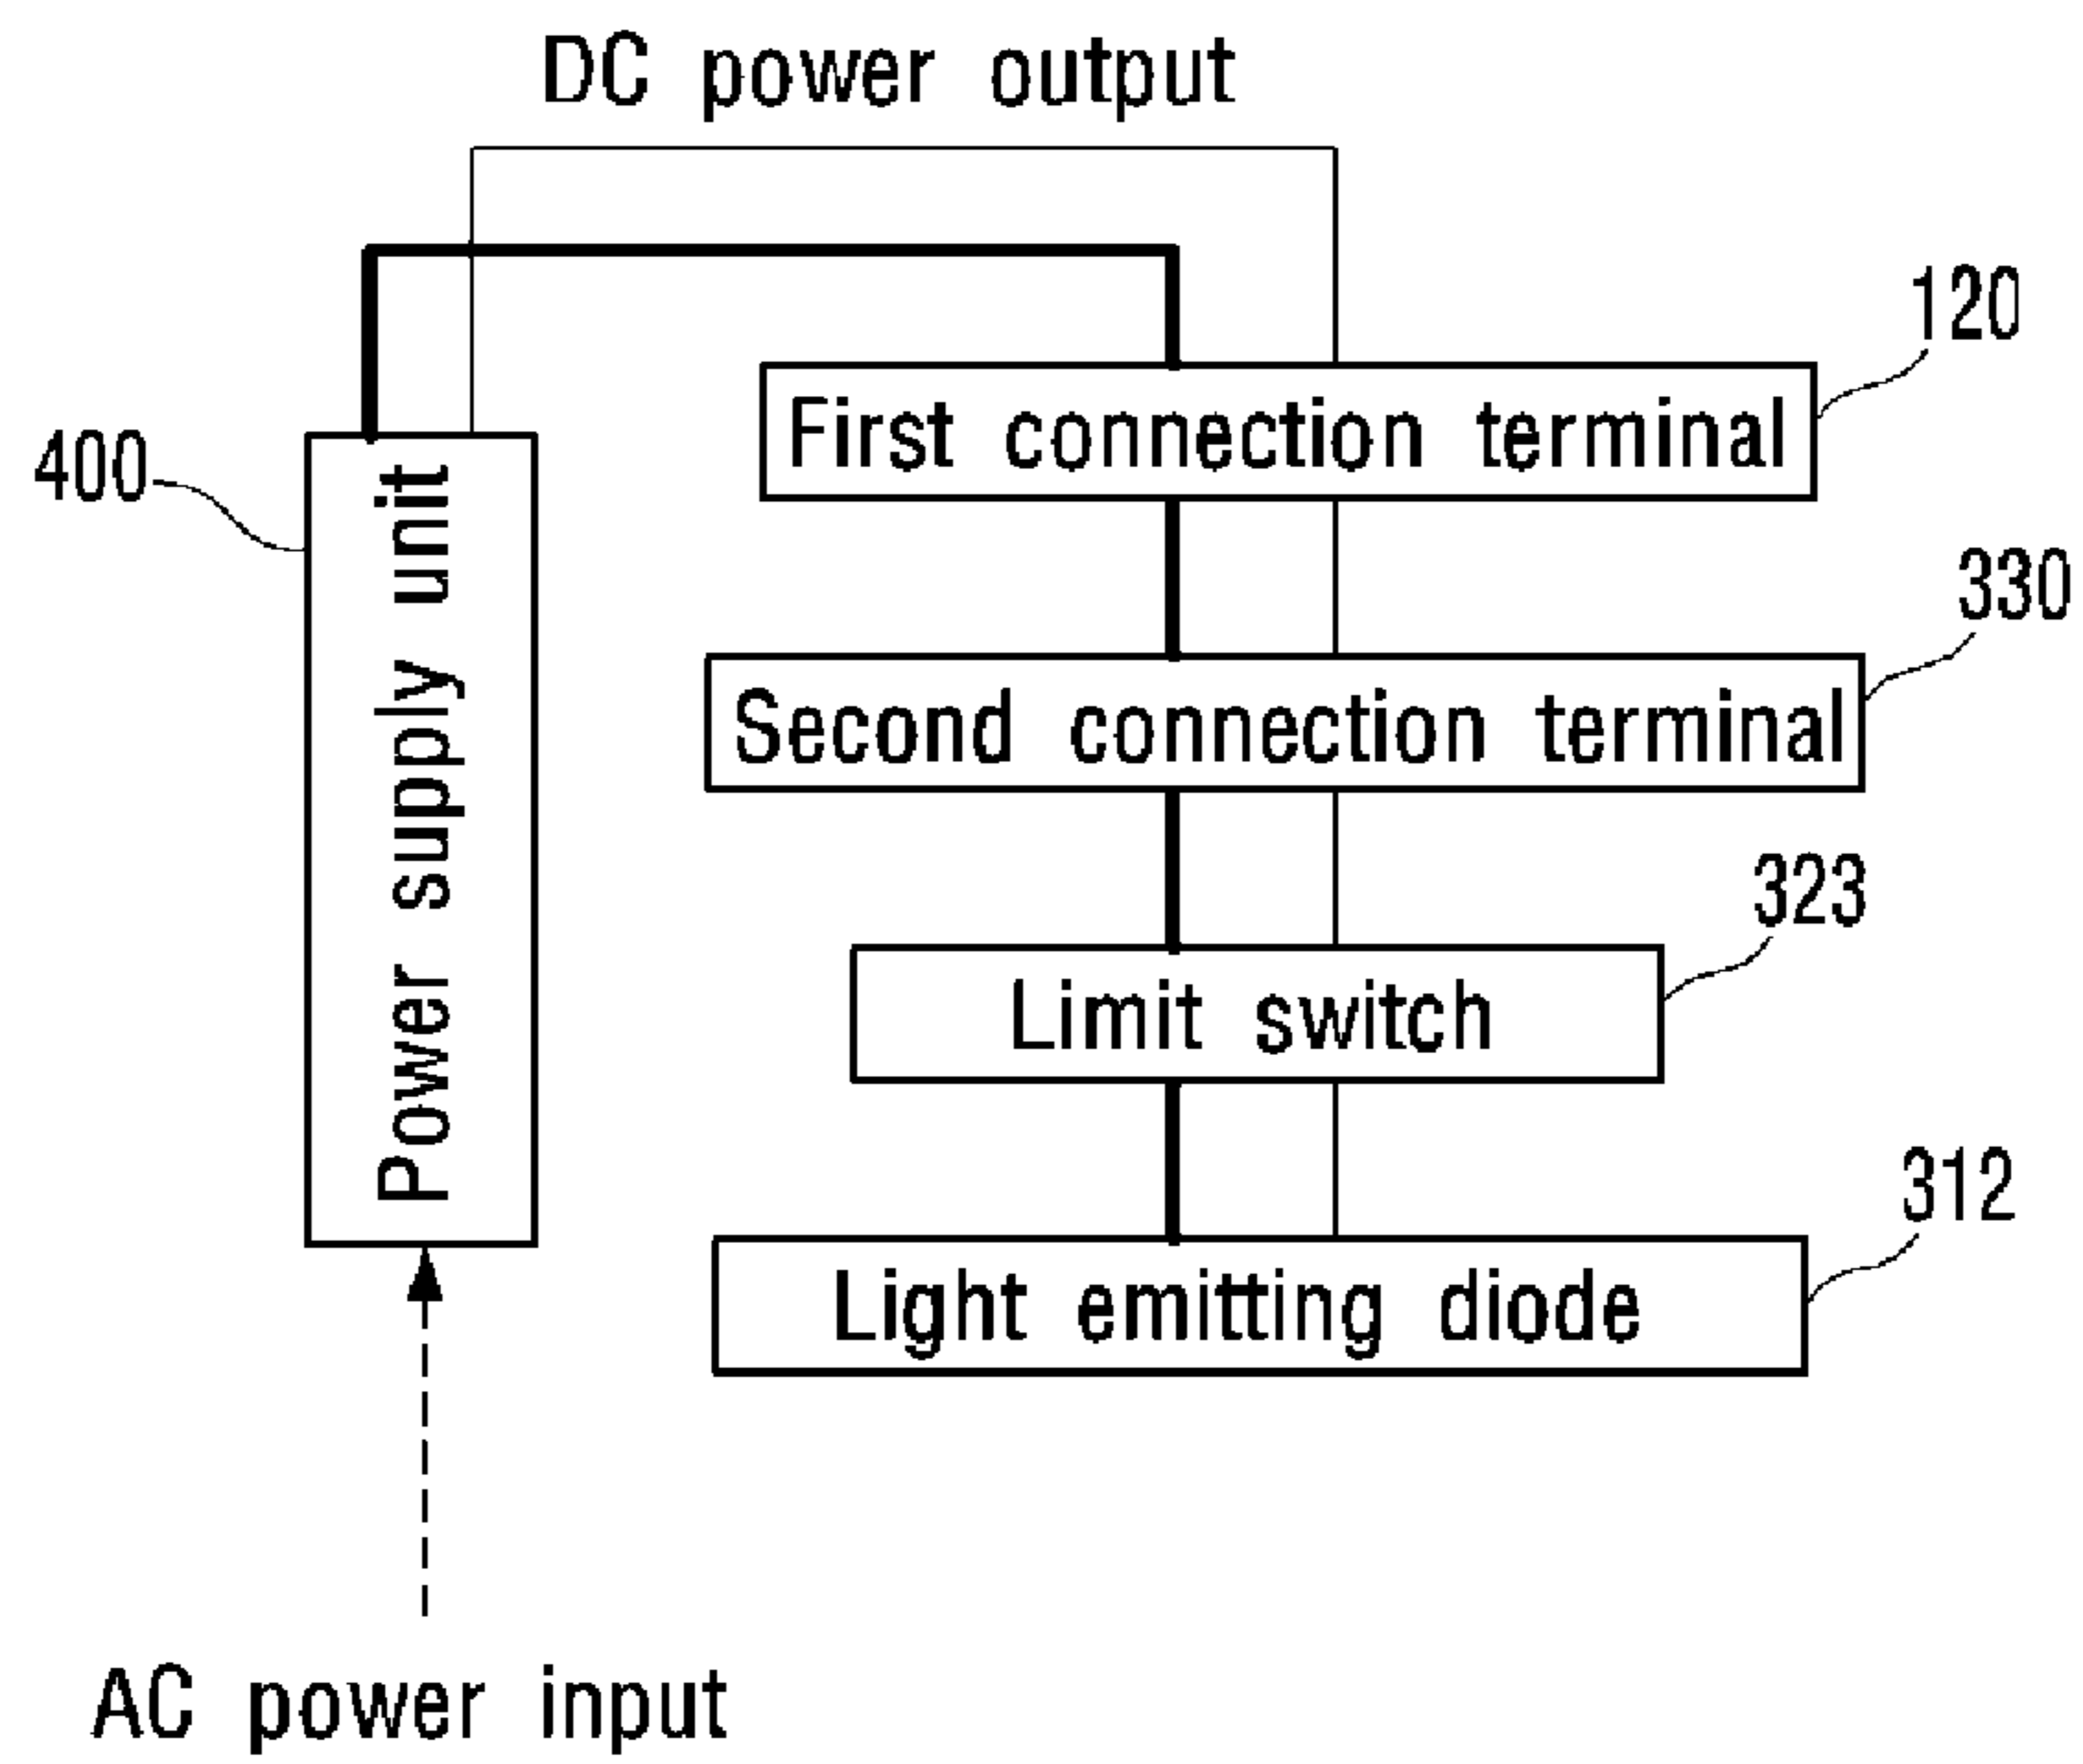 DC power output
120
First connection terminal
400
Power supply unit
330
Second connection terminal
323
Limit switch
312
Light emitting diode
AC power input